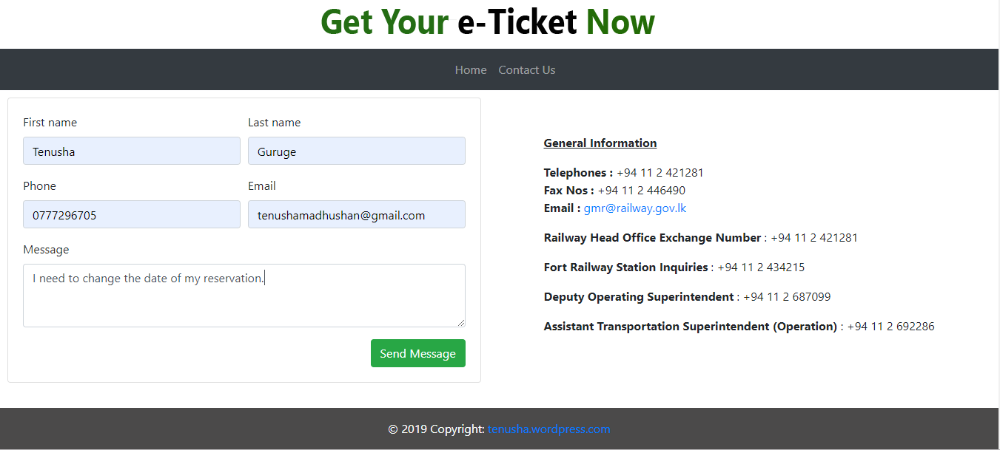 Get Your e-Ticket Now
Home Contact Us
First name Last name
Tenusha Guruge
Phone Email
0777296705 tenushamadhushan@gmail.com
Message
I need to change the date of my reservation.
Send Message
General Information
Telephones : +94 11 2 421281
Fax Nos : +94 11 2 446490
Email : gmr@railway.gov.lk
Railway Head Office Exchange Number : +94 11 2 421281
Fort Railway Station Inquiries : +94 11 2 434215
Deputy Operating Superintendent : +94 11 2 687099
Assistant Transportation Superintendent (Operation) : +94 11 2 692286
© 2019 Copyright: tenusha.wordpress.com